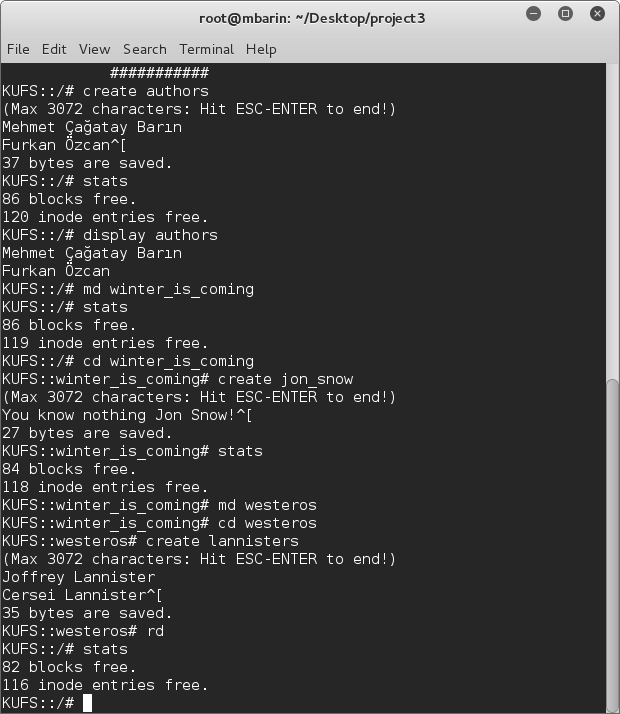 root@mbarin: ~/Desktop/project3
File Edit View Search Terminal Help
###########
KUFS::/# create authors
(Max 3072 characters: Hit ESC-ENTER to end!)
Mehmet Çağatay Barın
Furkan Özcan^[
37 bytes are saved.
KUFS::/# stats
86 blocks free.
120 inode entries free.
KUFS::/# display authors
Mehmet Çağatay Barın
Furkan Özcan
KUFS::/# md winter_is_coming
KUFS::/# stats
86 blocks free.
119 inode entries free.
KUFS::/# cd winter_is_coming
KUFS::winter_is_coming# create jon_snow
(Max 3072 characters: Hit ESC-ENTER to end!)
You know nothing Jon Snow!^[
27 bytes are saved.
KUFS::winter_is_coming# stats
84 blocks free.
118 inode entries free.
KUFS::winter_is_coming# md westeros
KUFS::winter_is_coming# cd westeros
KUFS::westeros# create lannisters
(Max 3072 characters: Hit ESC-ENTER to end!)
Joffrey Lannister
Cersei Lannister^[
35 bytes are saved.
KUFS::westeros# rd
KUFS::/# stats
82 blocks free.
116 inode entries free.
KUFS::/#